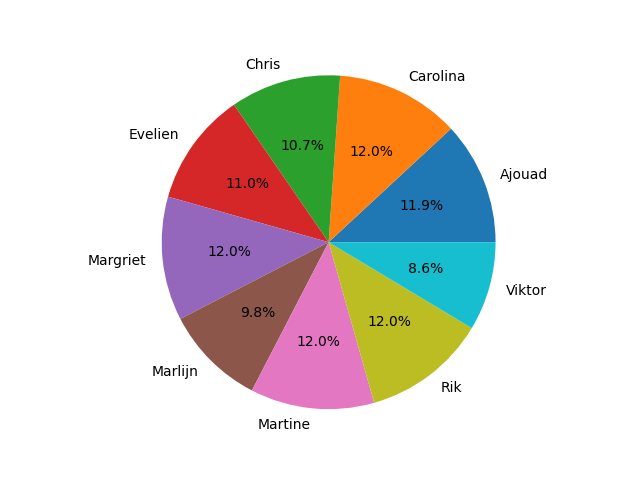 Chris
Carolina
Evelien
10.7%
12.0%
Ajouad
11.0%
11.9%
Margriet
12.0%
8.6%
Viktor
9.8%
12.0%
12.0%
Marlijn
Rik
Martine